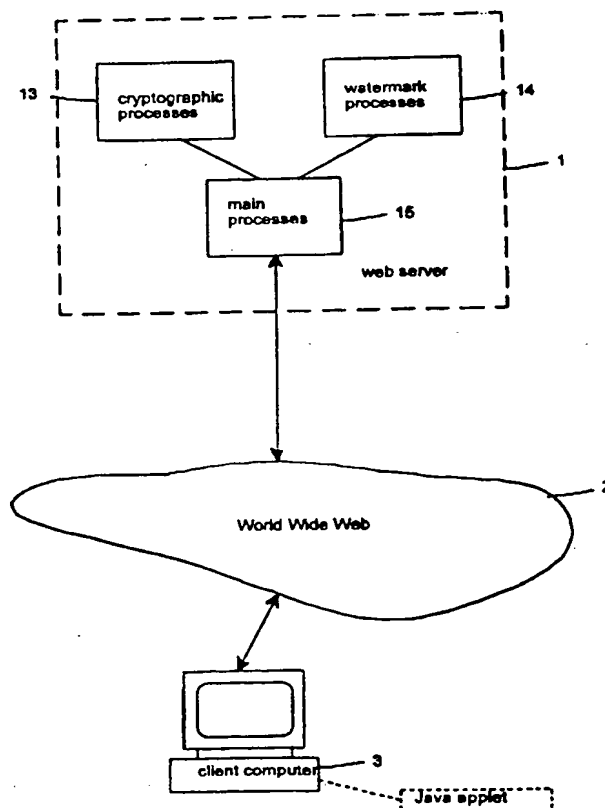 13
cryptographic
processes
watermark
processes
14
1
main
processes
15
web server
2
World Wide Web
client computer
3
Java applet